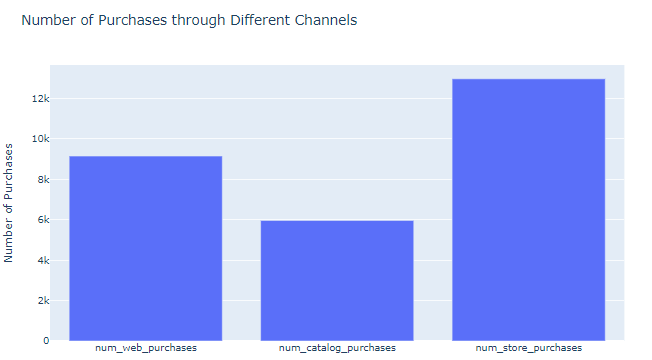 Number of Purchases through Different Channels
Number of Purchases
12k
10k
8k
6k
4k
2k
0
num_web_purchases
num_catalog_purchases
num_store_purchases